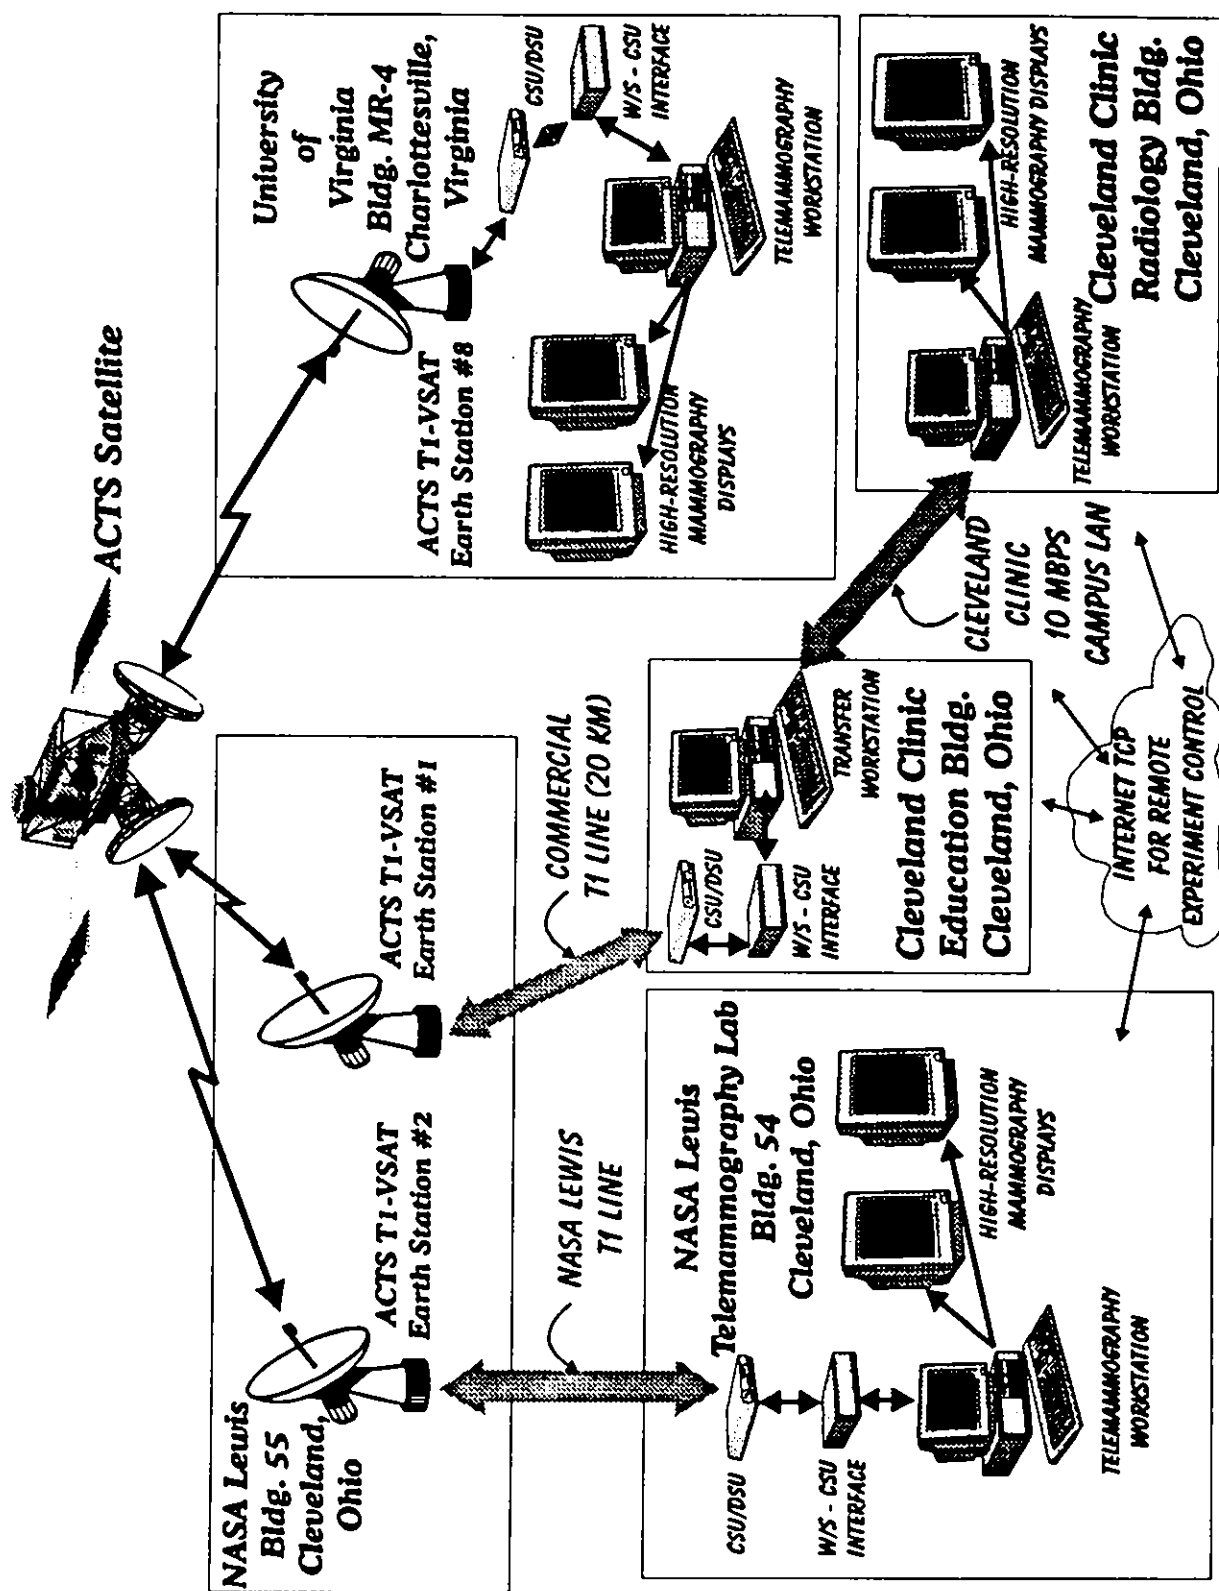 ACTS Satellite
NASA Lewis
Bldg. 55
Cleveland,
Ohio
ACTS T1-VSAT
Earth Station #2
ACTS T1-VSAT
Earth Station #1
University
of
Virginia
Bldg. MR-4
Charlottesville,
Virginia
ACTS T1-VSAT
Earth Station #8
CSU/DSU
W/S - CSU
INTERFACE
TELEMAMMOGRAPHY
WORKSTATION
HIGH-RESOLUTION
MAMMOGRAPHY
DISPLAYS
NASA LEWIS
T1 LINE
COMMERCIAL
T1 LINE (20 KM)
NASA Lewis
Telemammography Lab
Bldg. 54
Cleveland, Ohio
CSU/DSU
W/S - CSU
INTERFACE
TELEMAMMOGRAPHY
WORKSTATION
HIGH-RESOLUTION
MAMMOGRAPHY
DISPLAYS
CSU/DSU
W/S - CSU
INTERFACE
TRANSFER
WORKSTATION
Cleveland Clinic
Education Bldg.
Cleveland, Ohio
CLEVELAND
CLINIC
10 MBPS
CAMPUS LAN
HIGH-RESOLUTION
MAMMOGRAPHY DISPLAYS
TELEMAMMOGRAPHY
WORKSTATION
Cleveland Clinic
Radiology Bldg.
Cleveland, Ohio
INTERNET TCP
FOR REMOTE
EXPERIMENT CONTROL